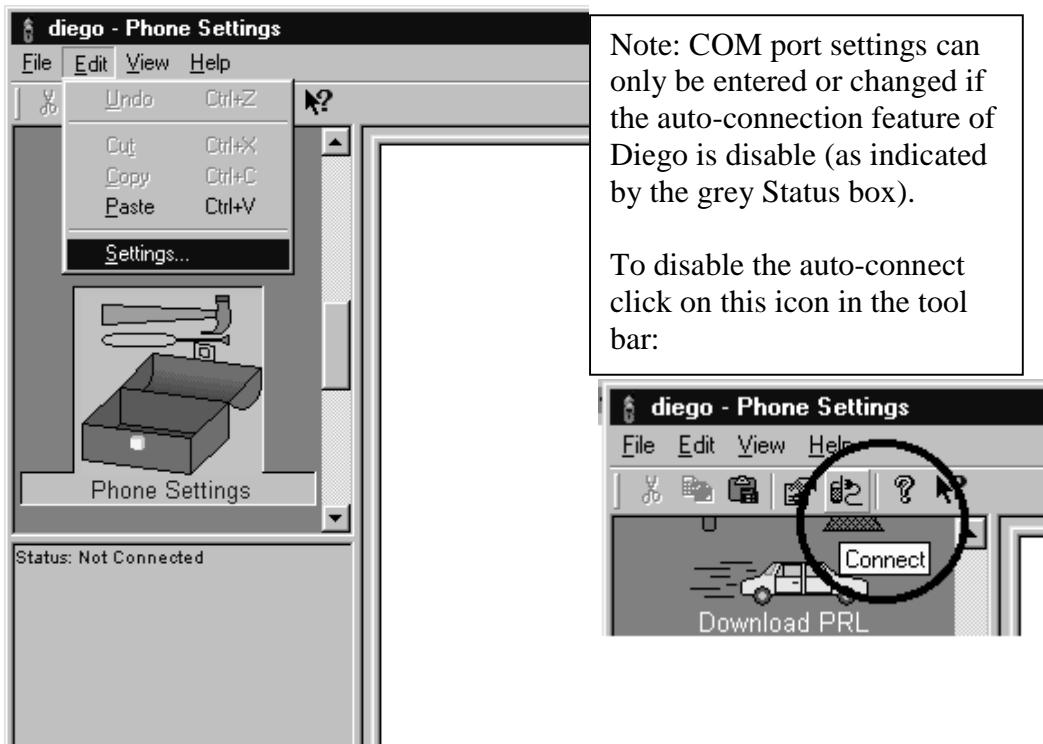 diego - Phone Settings
File Edit View Help
Undo Ctrl+Z
Cut Ctrl+X
Copy Ctrl+C
Paste Ctrl+V
Settings...
Phone Settings
Status: Not Connected
Note: COM port settings can
only be entered or changed if
the auto-connection feature of
Diego is disable (as indicated
by the grey Status box).
To disable the auto-connect
click on this icon in the tool
bar:
diego - Phone Settings
File Edit View Help
Connect
Download PRL